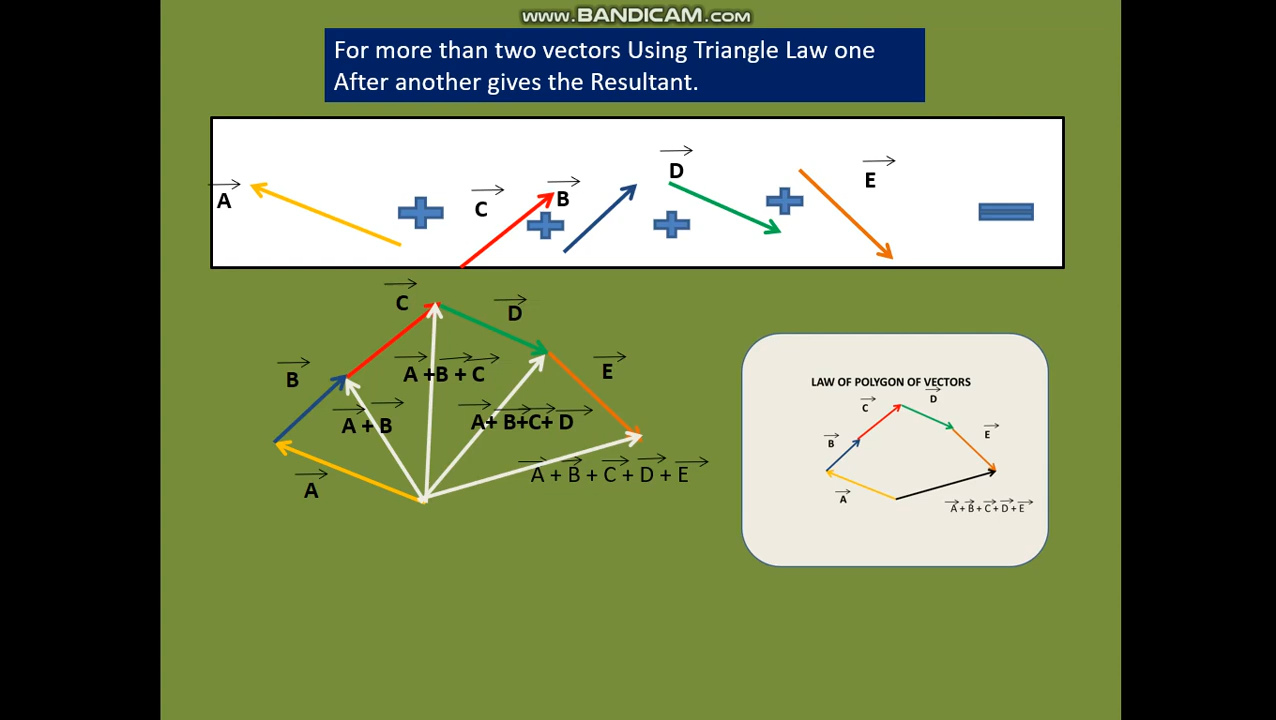 www.BANDICAM.com
For more than two vectors Using Triangle Law one
After another gives the Resultant.
A
C
B
D
E
C
D
B
A +B + C
E
A + B
A+ B+C+ D
A
A + B + C + D + E
LAW OF POLYGON OF VECTORS
C
D
B
E
A
A + B + C + D + E